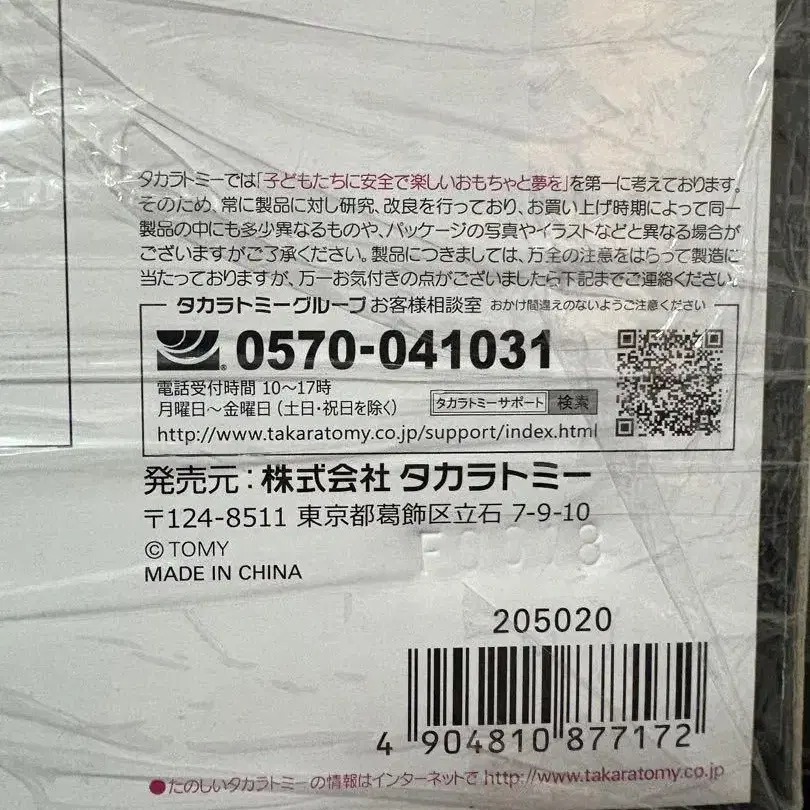 タカラトミーでは「子どもたちに安全で楽しいおもちゃと夢を」を第一に考えております。
そのため、常に製品に対し研究、改良を行っており、お買い上げ時期によって同一
製品の中にも多少異なるものや、パッケージの写真やイラストなどと異なる場合が
ございますがご了承ください。製品につきましては、万全の注意をはらって製造に
当たっておりますが、万一お気付きの点がございましたら下記までご連絡ください。
タカラトミーグループお客様相談室 おかけ間違えのないようご注意ください
0570-041031
電話受付時間 10〜17時
月曜日〜金曜日（土日・祝日を除く）
タカラトミーサポート 検索
http://www.takaratomy.co.jp/support/index.html
発売元：株式会社 タカラトミー
〒124-8511 東京都葛飾区立石 7-9-10
© TOMY
MADE IN CHINA
205020
4 904810 877172
●たのしいタカラトミーの情報はインターネットで http://www.takaratomy.co.jp